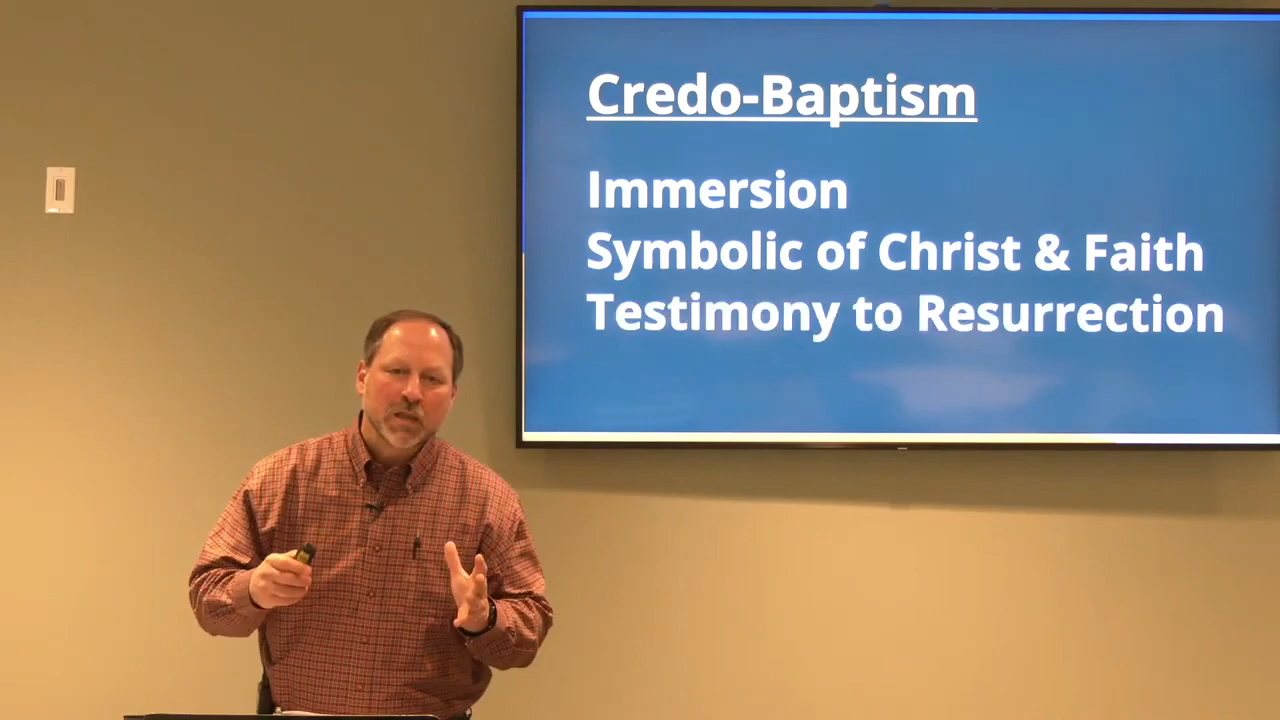 Credo-Baptism
Immersion
Symbolic of Christ & Faith
Testimony to Resurrection